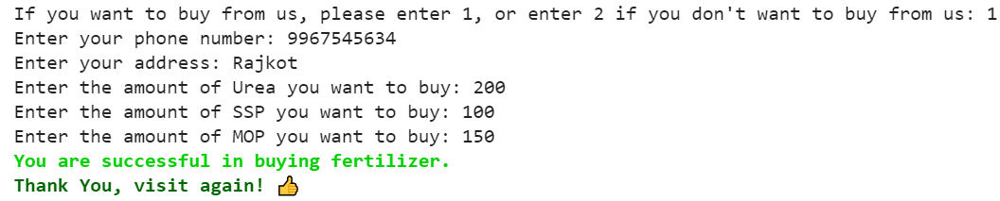 If you want to buy from us, please enter 1, or enter 2 if you don't want to buy from us: 1
Enter your phone number: 9967545634
Enter your address: Rajkot
Enter the amount of Urea you want to buy: 200
Enter the amount of SSP you want to buy: 100
Enter the amount of MOP you want to buy: 150
You are successful in buying fertilizer.
Thank You, visit again! 👍